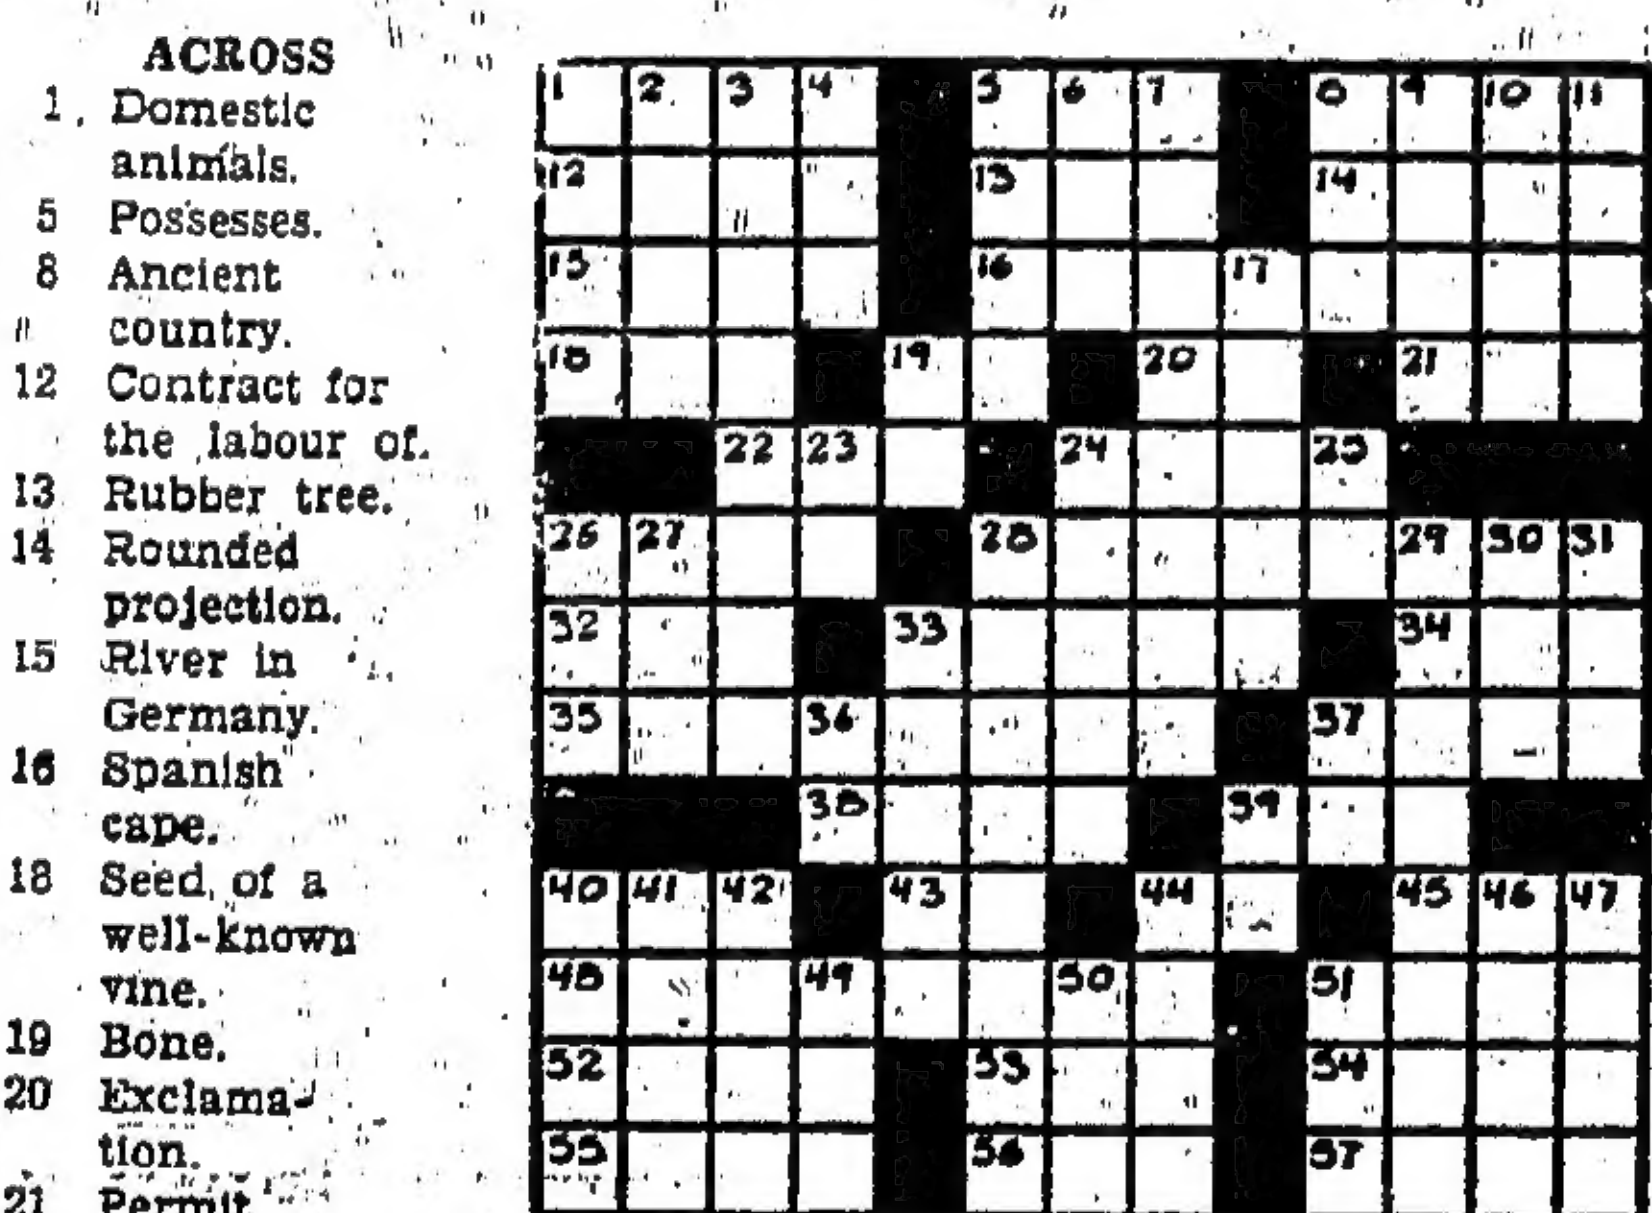 ACROSS
1. Domestic
animals.
5 Possesses.
8 Ancient
country.
12 Contract for
the labour of.
13 Rubber tree.
14 Rounded
projection.
15 River in
Germany.
16 Spanish
cape.
18 Seed of a
well-known
vine.
19 Bone.
20 Exclama-
tion.
21 Permit
1 2 3 4 5 6 7 8 9 10 11
12 13 14
15 16 17
18 19 20 21
22 23 24 25
26 27 28 29 30 31
32 33 34
35 36 37
38 39
40 41 42 43 44 45 46 47
48 49 50 51
52 53 54
55 56 57